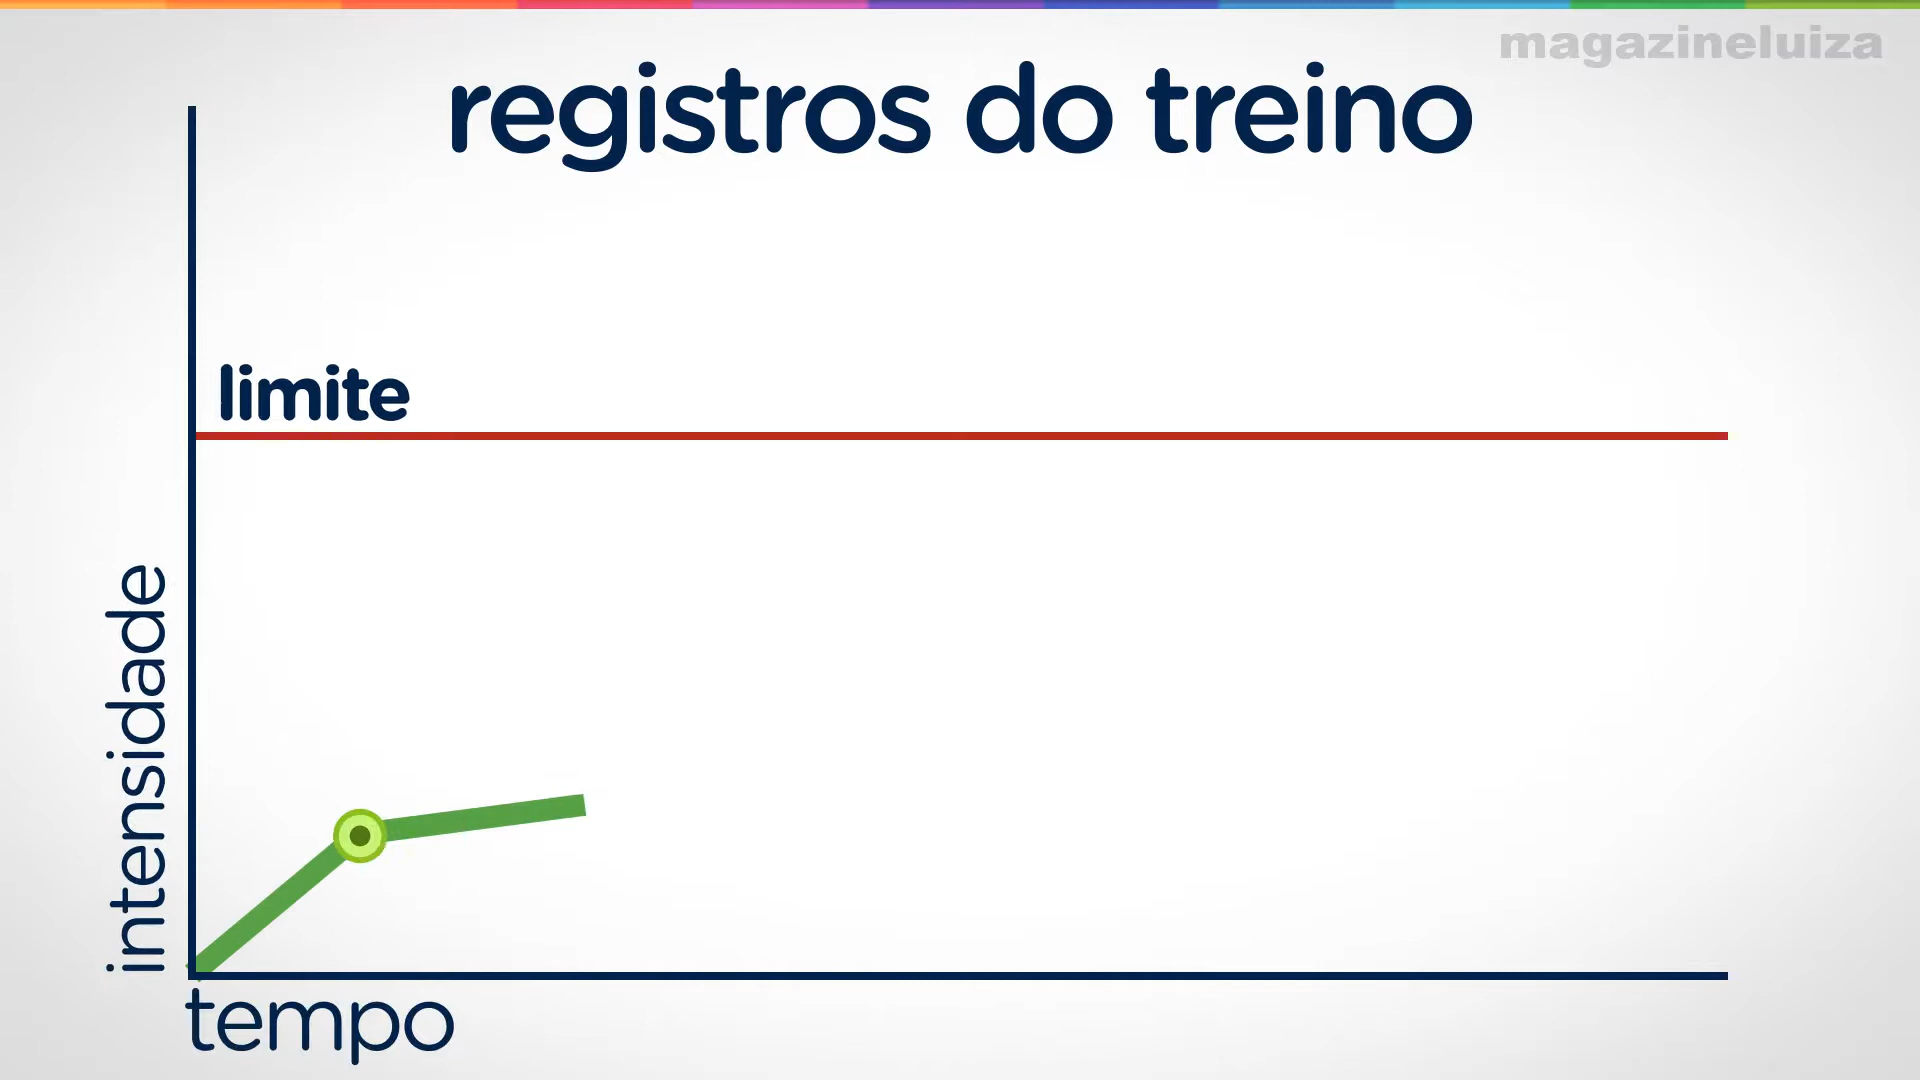 magazineluiza
registros do treino
limite
intensidade
tempo